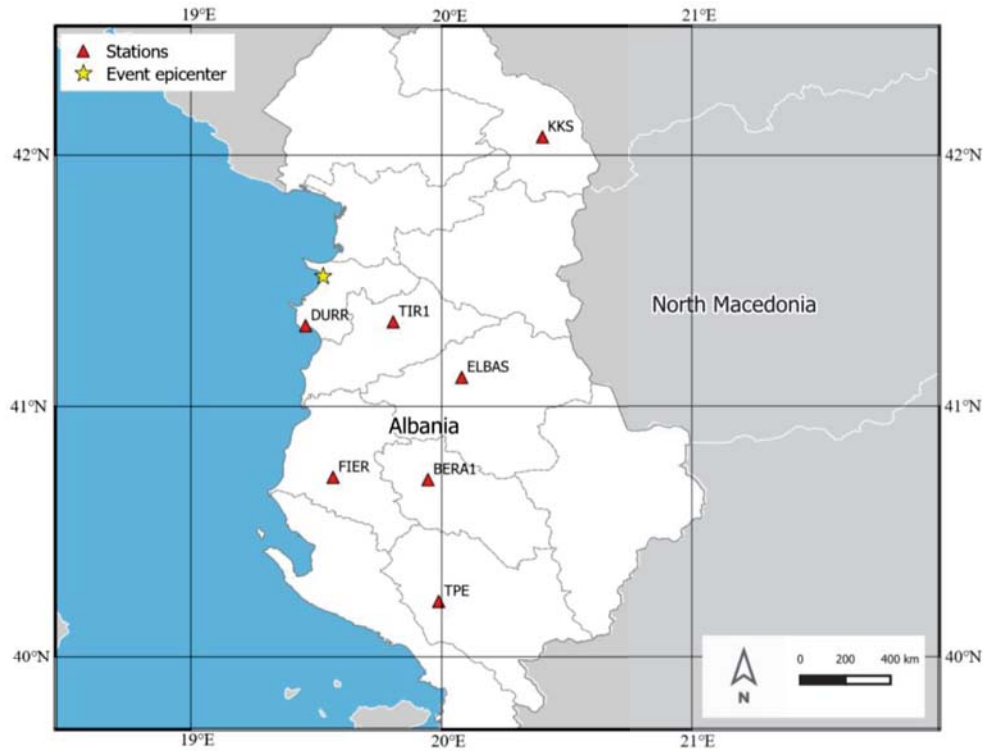 19°E 20°E 21°E
Stations
Event epicenter
KKS
42°N 42°N
DURR TIR1
North Macedonia
ELBAS
41°N 41°N
Albania
FIER BERA1
TPE
40°N 40°N
0 200 400 km
N
19°E 20°E 21°E